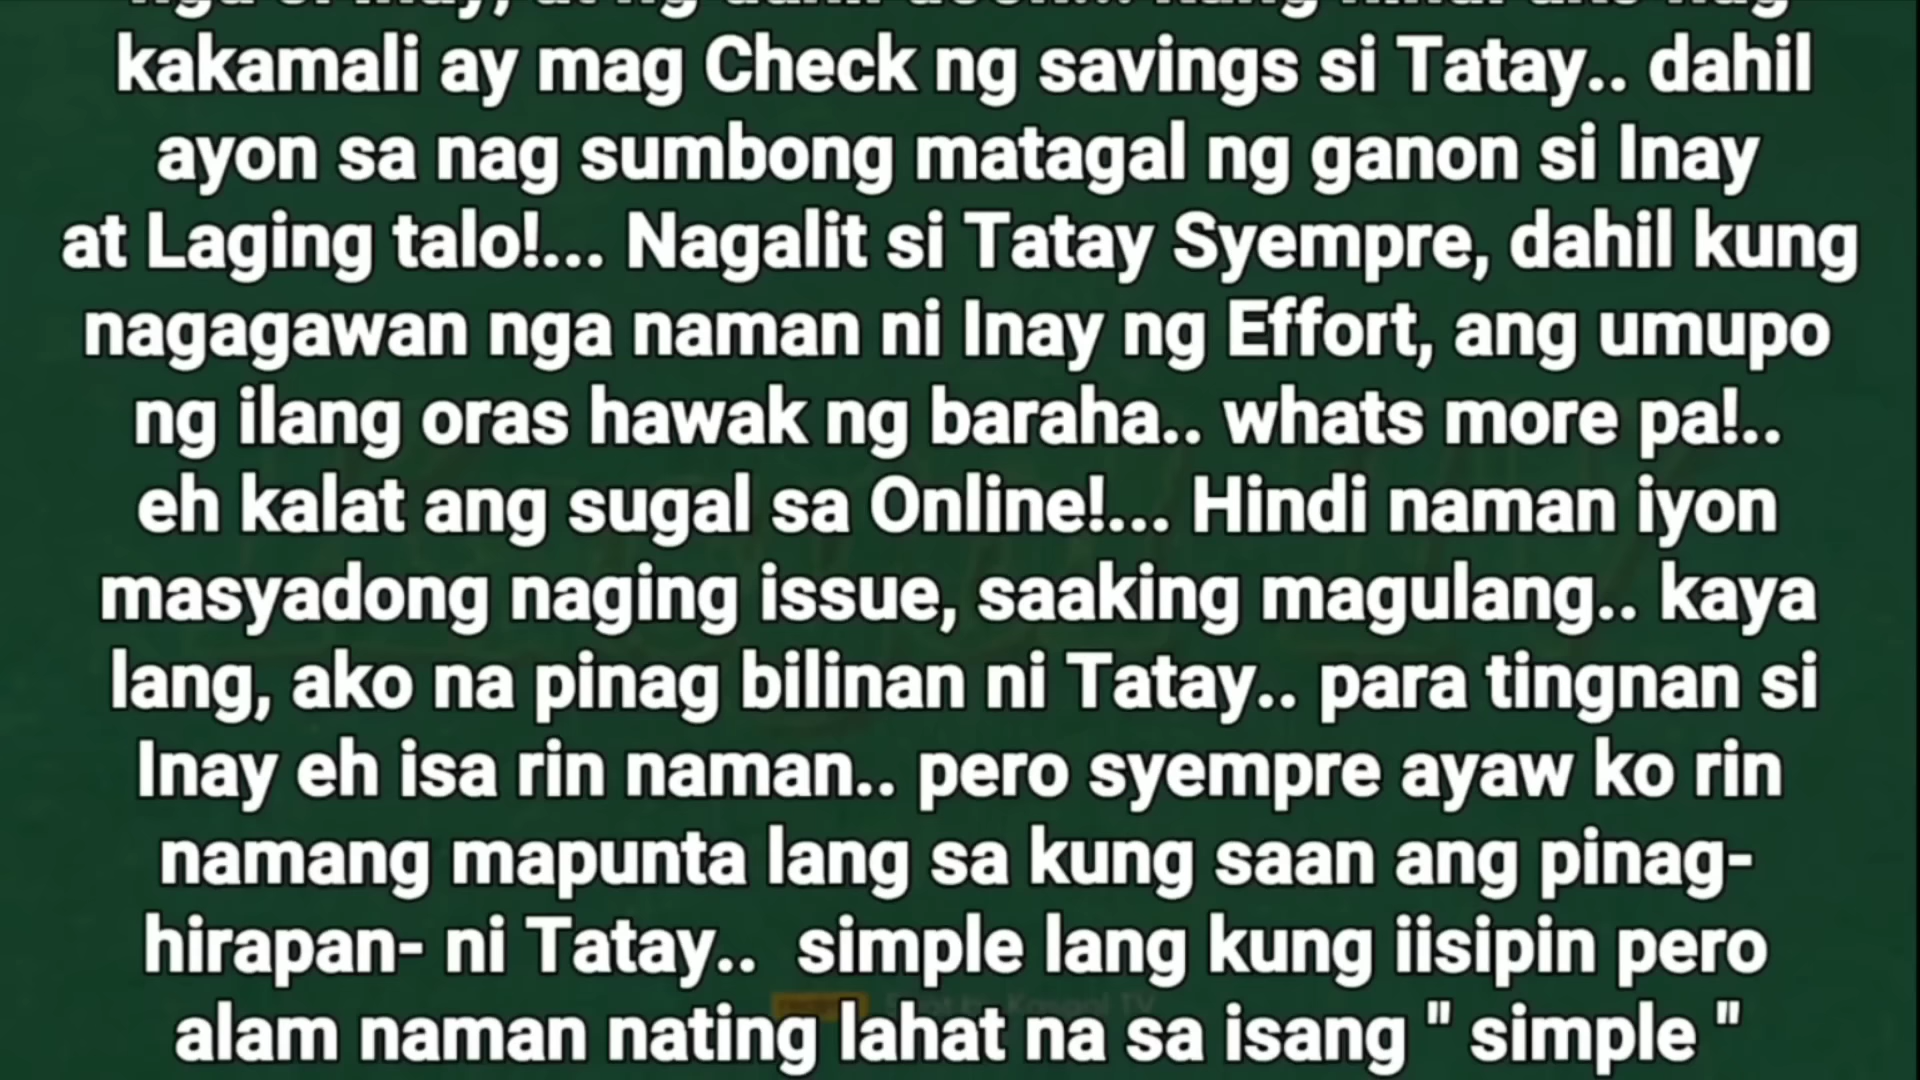 kakamali ay mag Check ng savings si Tatay.. dahil
ayon sa nag sumbong matagal ng ganon si Inay
at Laging talo!... Nagalit si Tatay Syempre, dahil kung
nagagawan nga naman ni Inay ng Effort, ang umupo
ng ilang oras hawak ng baraha.. whats more pa!..
eh kalat ang sugal sa Online!... Hindi naman iyon
masyadong naging issue, saaking magulang.. kaya
lang, ako na pinag bilinan ni Tatay.. para tingnan si
Inay eh isa rin naman.. pero syempre ayaw ko rin
namang mapunta lang sa kung saan ang pinag-
hirapan- ni Tatay..  simple lang kung iisipin pero
alam naman nating lahat na sa isang " simple "